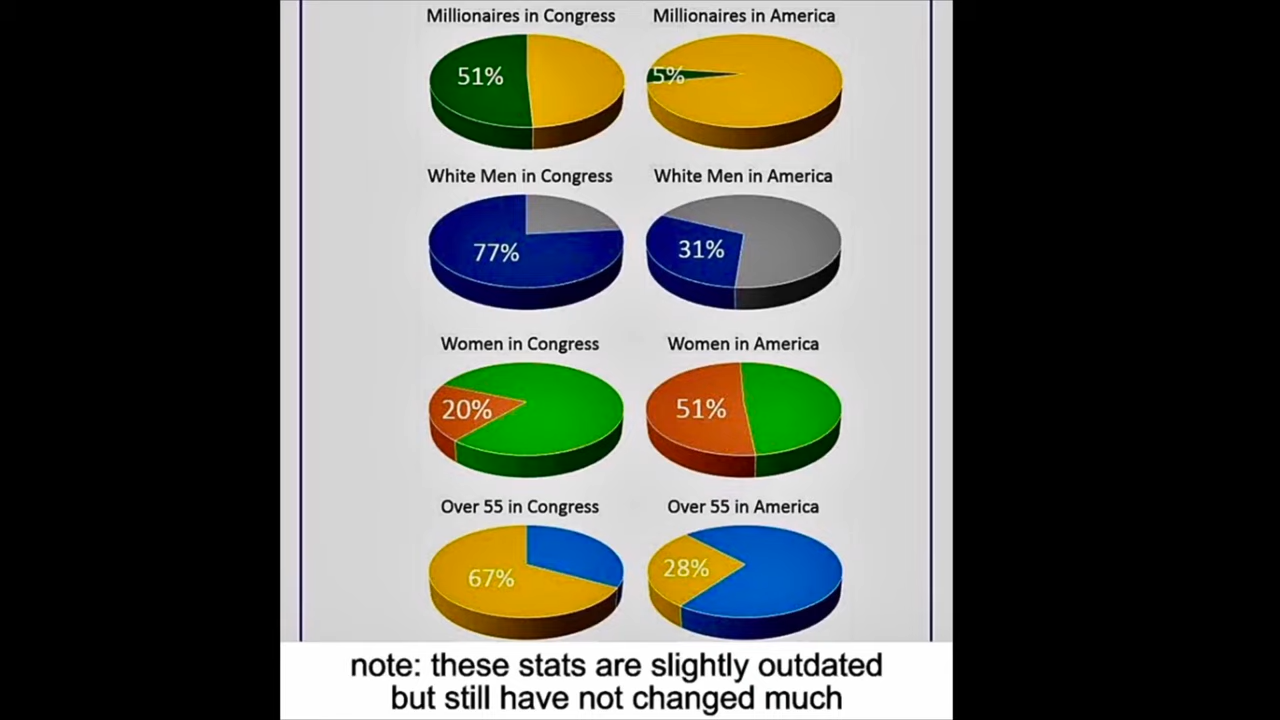 Millionaires in Congress
Millionaires in America
51%
5%
White Men in Congress
White Men in America
77%
31%
Women in Congress
Women in America
20%
51%
Over 55 in Congress
Over 55 in America
67%
28%
note: these stats are slightly outdated
but still have not changed much